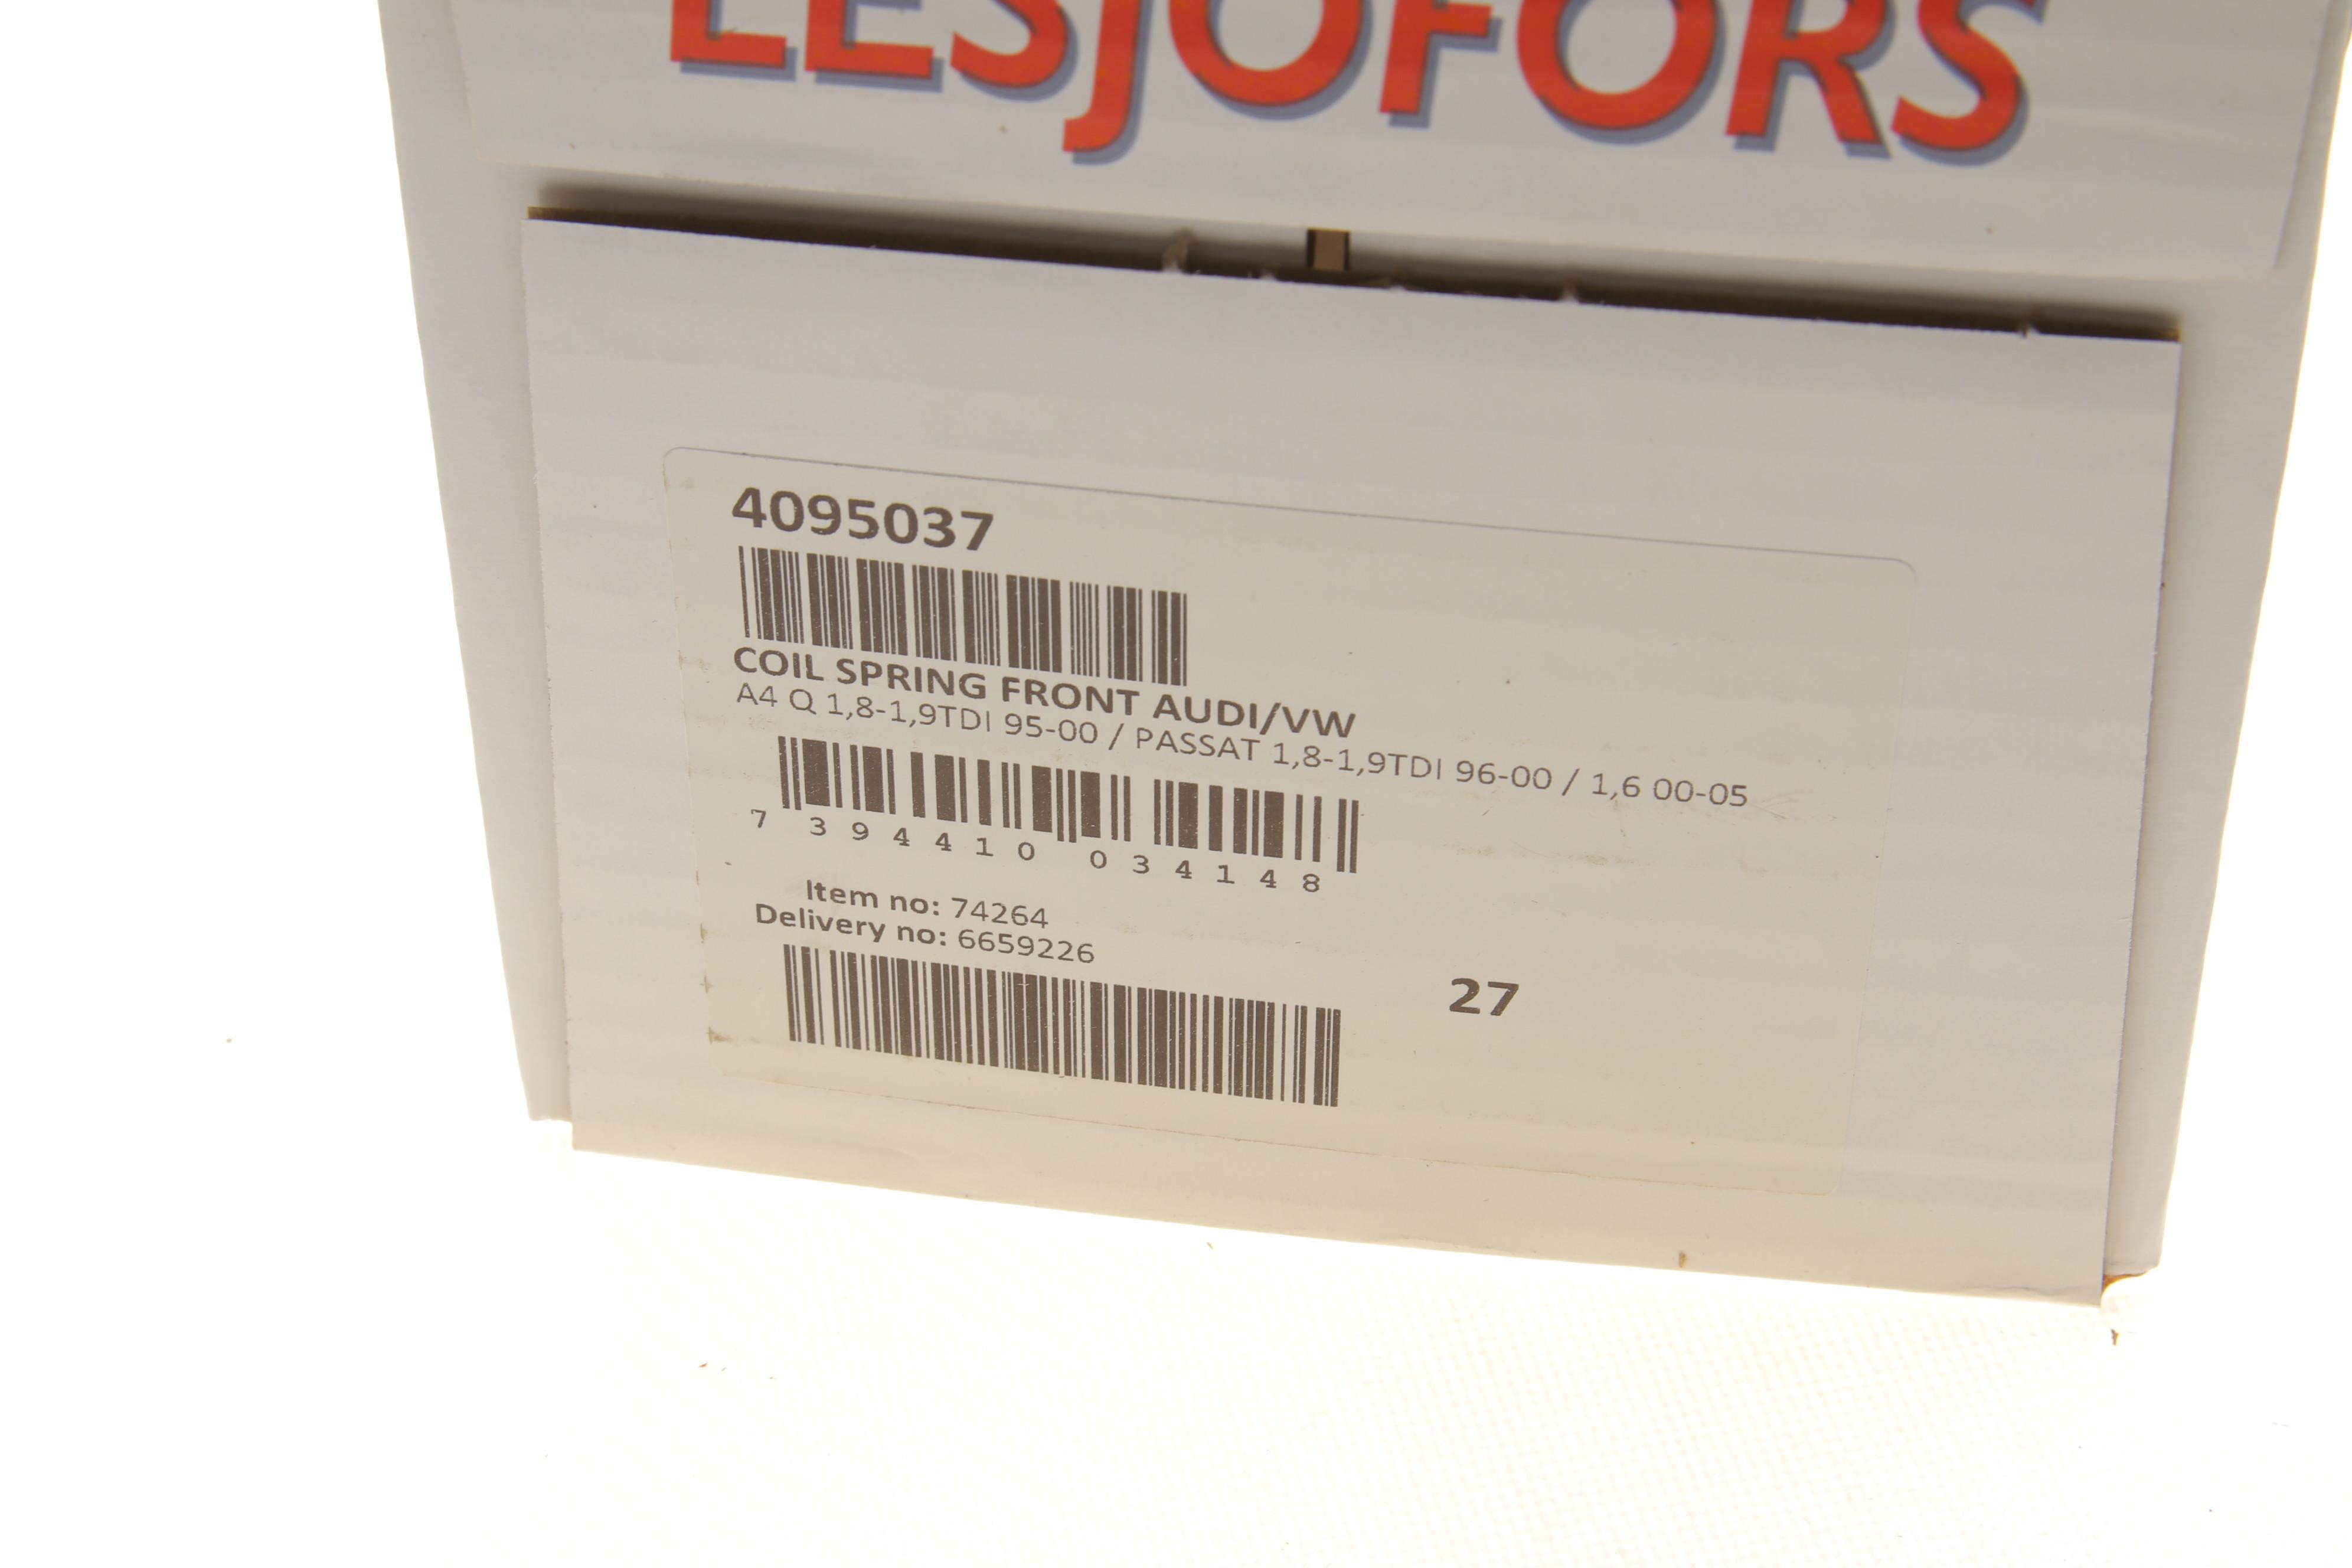 LESJOFORS
4095037
COIL SPRING FRONT AUDI/VW
A4 Q 1,8-1,9TDI 95-00 / PASSAT 1,8-1,9TDI 96-00 / 1,6 00-05
7 394410 034148
Item no: 74264
Delivery no: 6659226
27